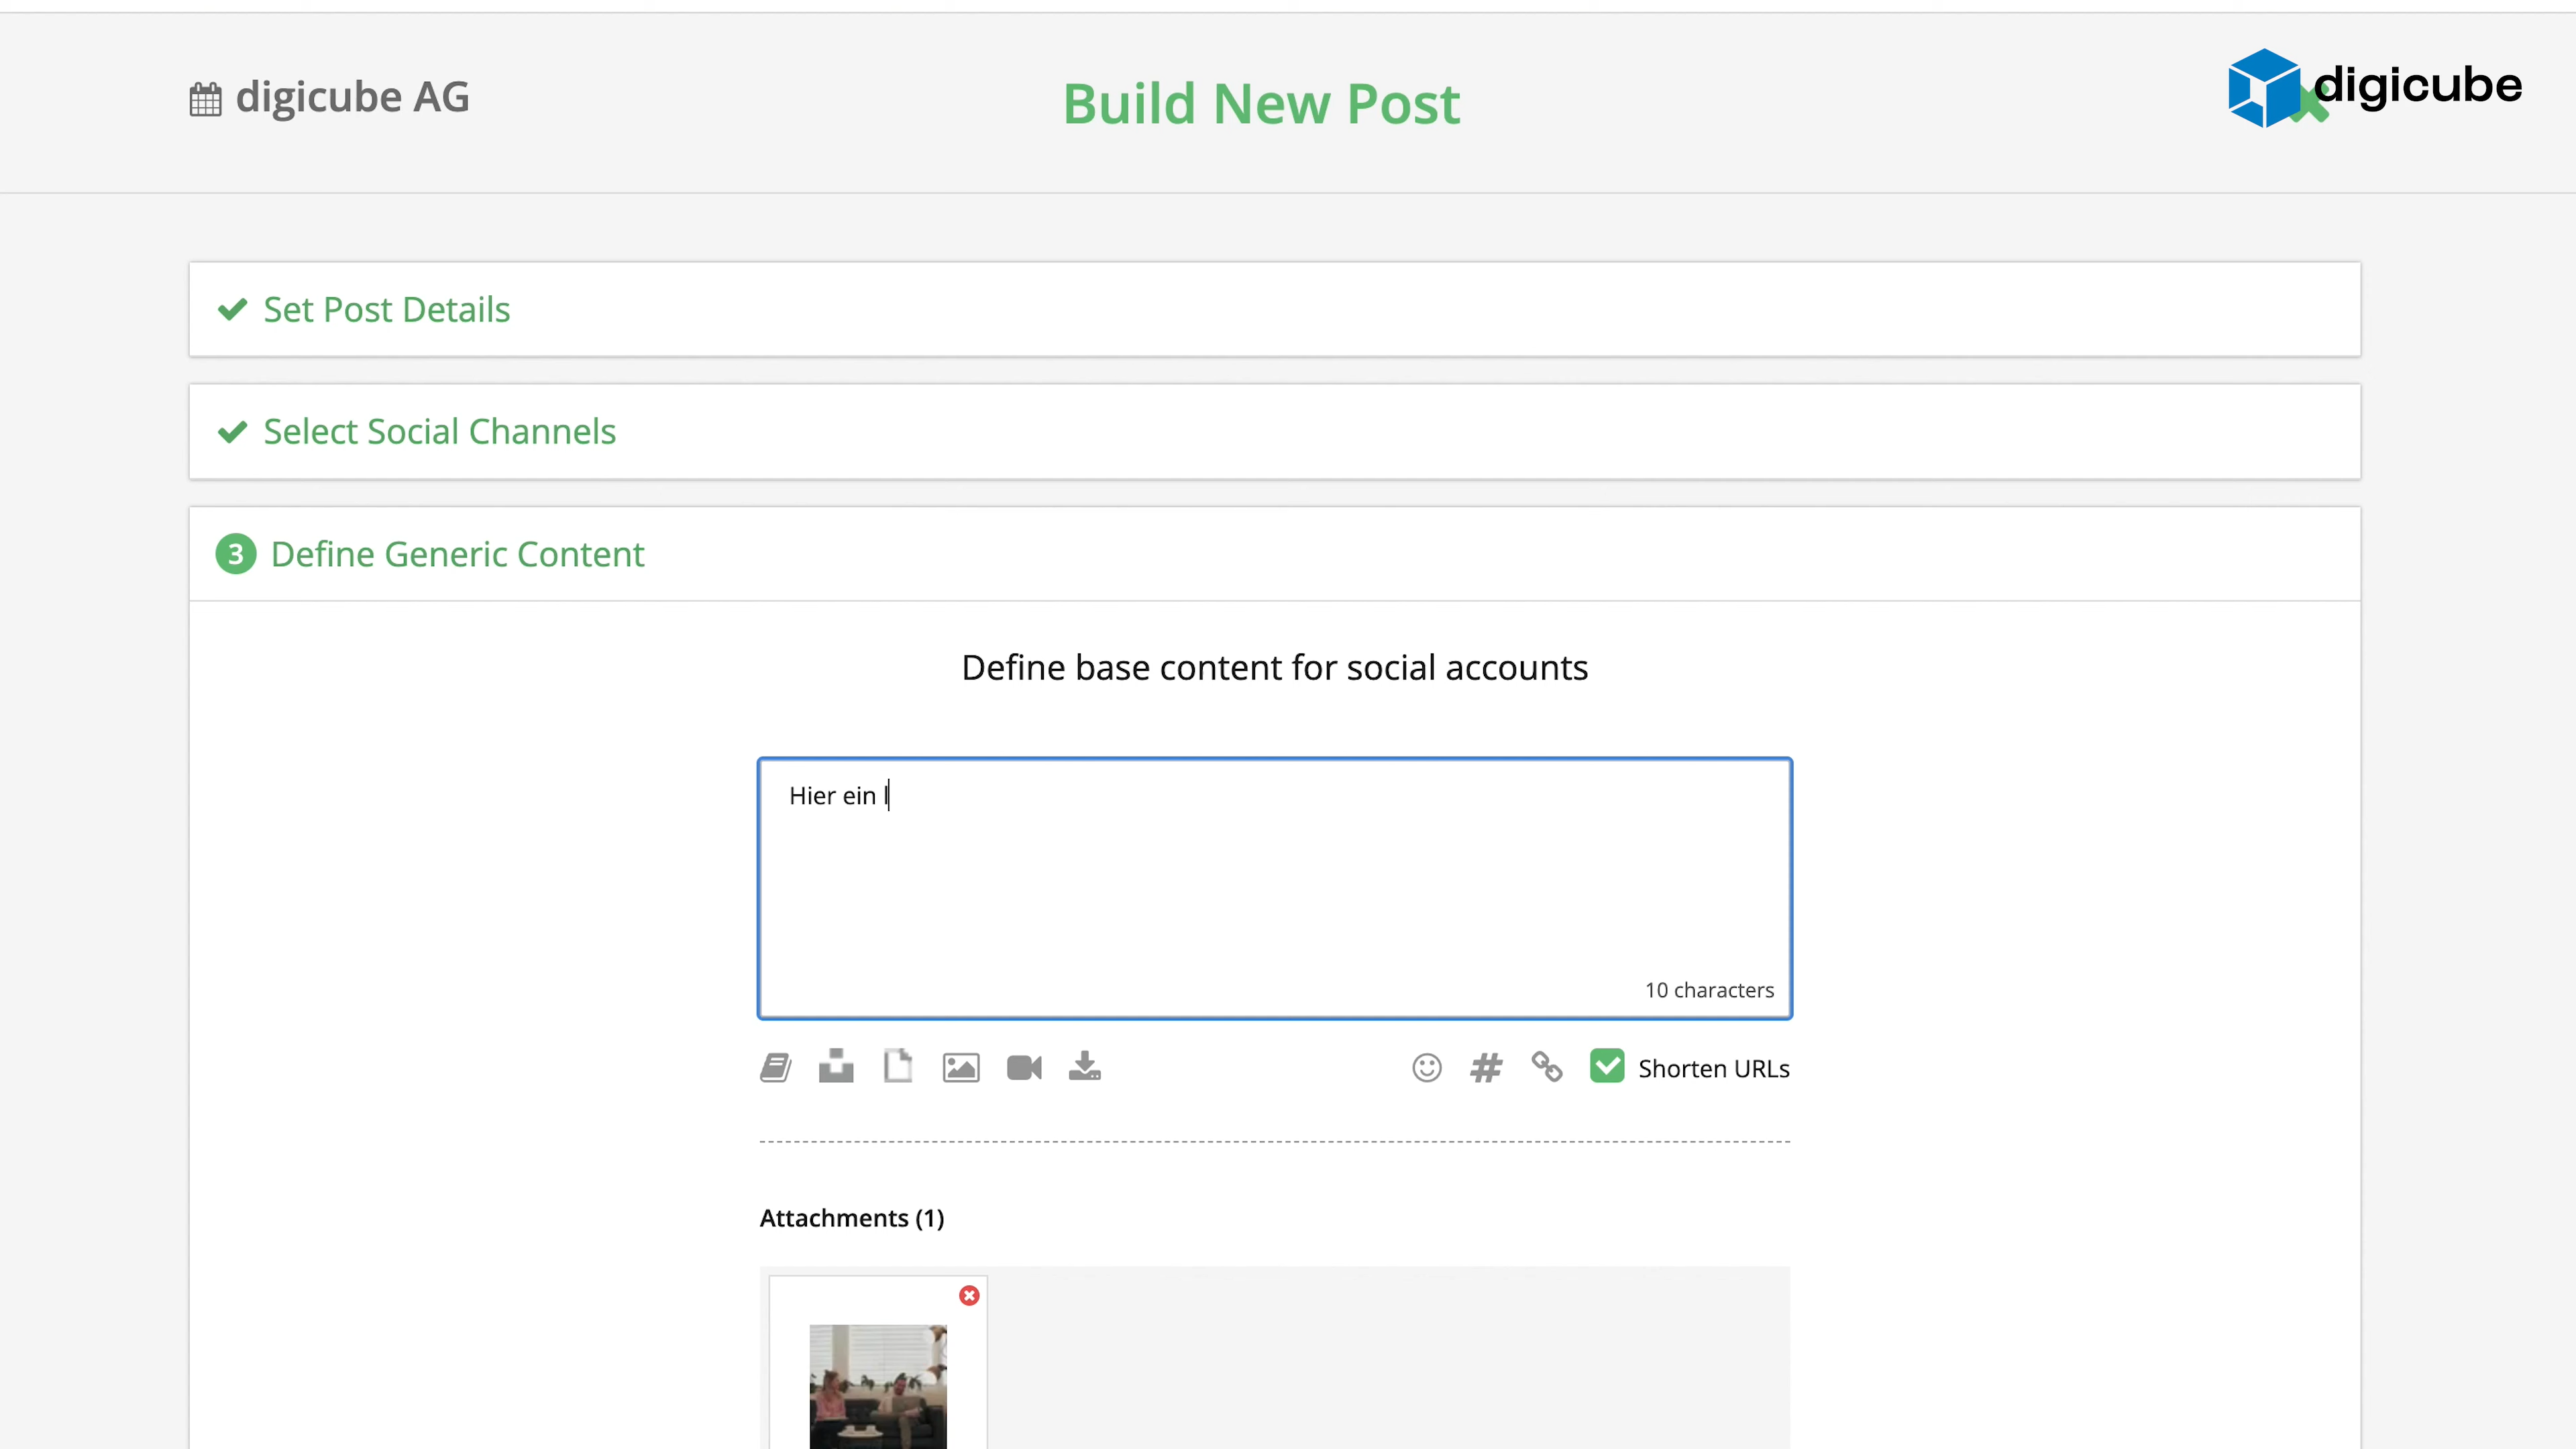 digicube AG
Build New Post
digicube
Set Post Details
Select Social Channels
3 Define Generic Content
Define base content for social accounts
Hier ein l
10 characters
Shorten URLs
Attachments (1)